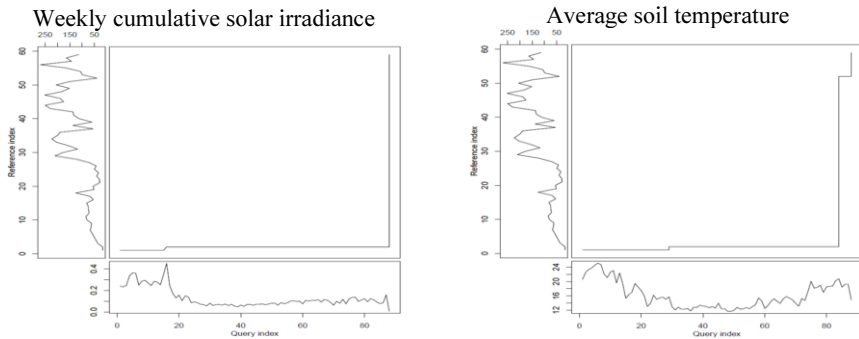 Weekly cumulative solar irradiance
250 150 50
Reference index
60
50
40
30
20
10
0
0.4
0.2
0.0
0 20 40 60 80
Query index
Average soil temperature
250 150 50
Reference index
60
50
40
30
20
10
0
24
20
16
12
0 20 40 60 80
Query index